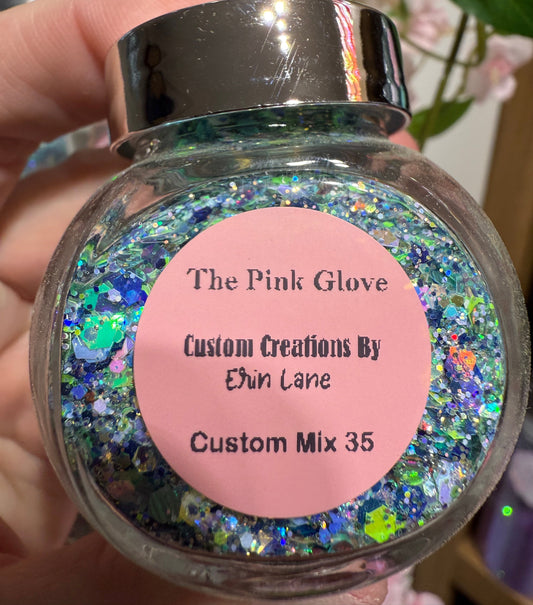 The Pink Glove
Custom Creations By
Erin Lane
Custom Mix 35